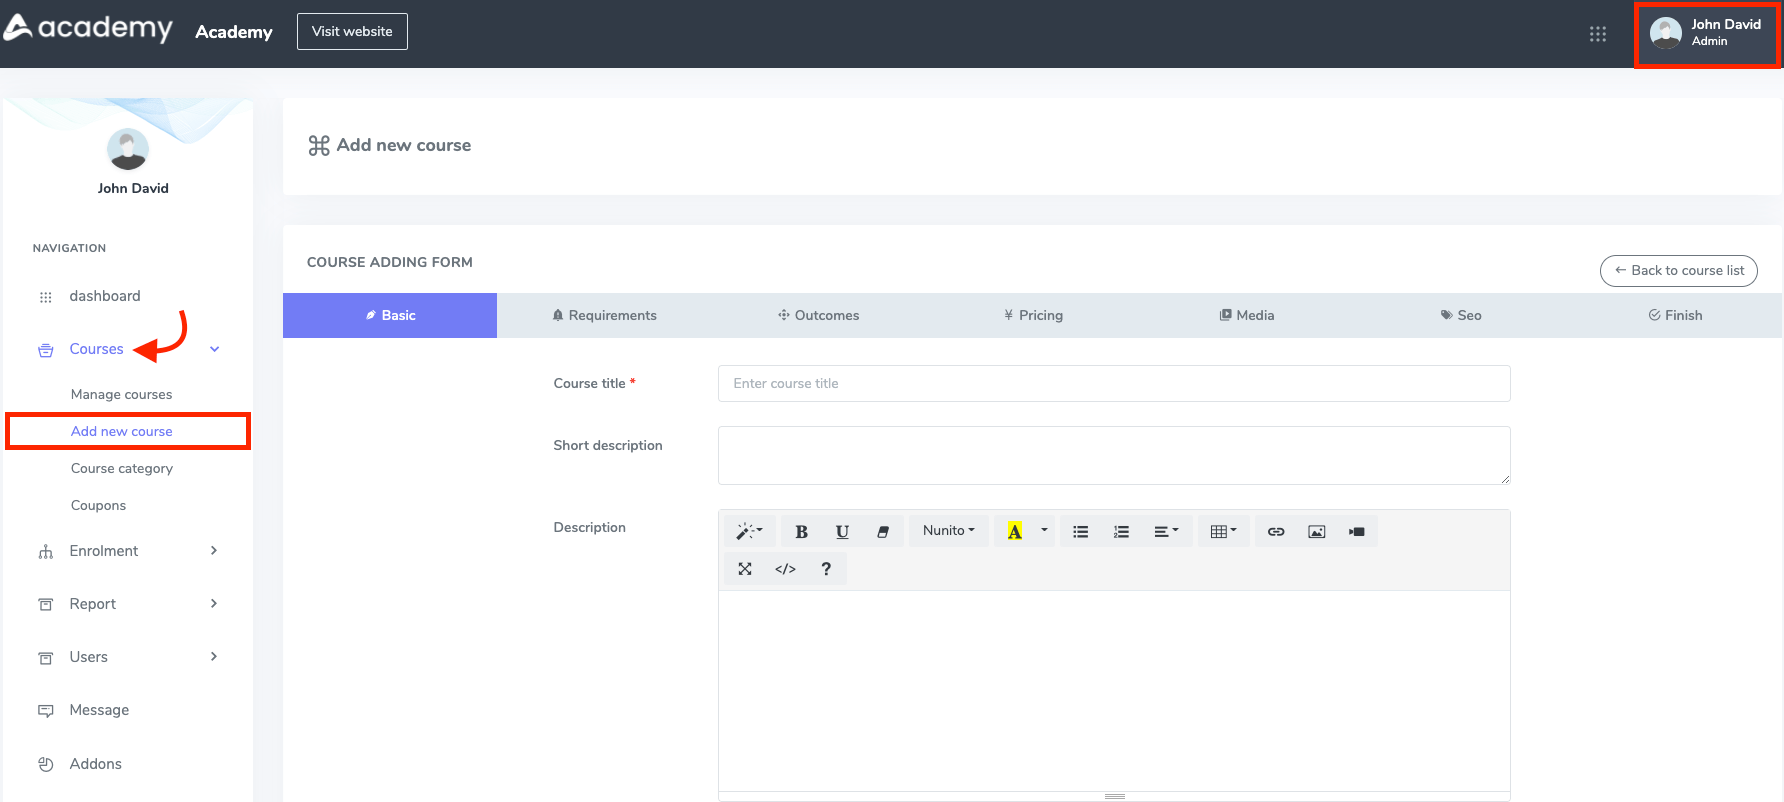 academy Academy Visit website
John David
Admin
John David
NAVIGATION
dashboard
Courses
Manage courses
Add new course
Course category
Coupons
Enrolment
Report
Users
Message
Addons
Add new course
COURSE ADDING FORM
← Back to course list
Basic Requirements Outcomes ¥ Pricing Media Seo Finish
Course title *
Enter course title
Short description
Description
B U Nunito A
</> ?